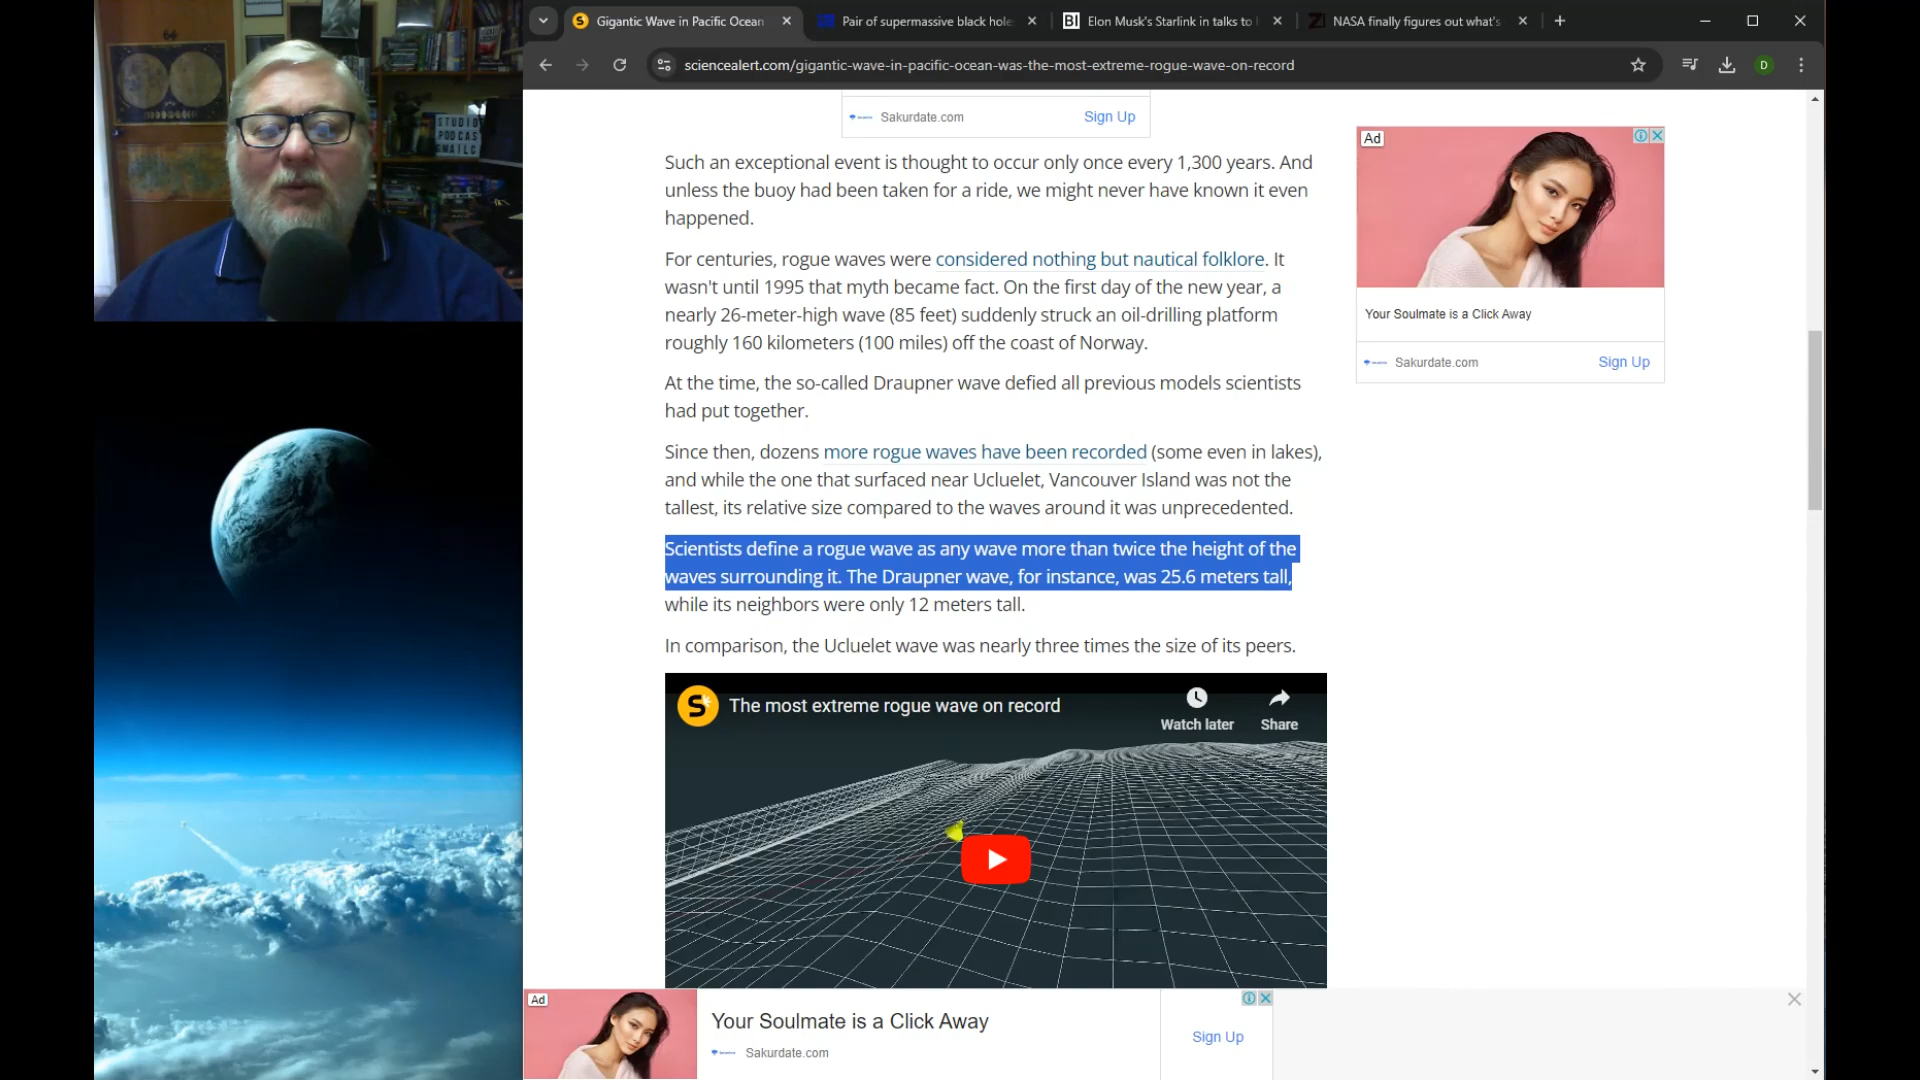 64
STUDIO
PODCAS
EMAILC
Gigantic Wave in Pacific Ocean
Pair of supermassive black hole
BI
Elon Musk's Starlink in talks to
NASA finally figures out what's
sciencealert.com/gigantic-wave-in-pacific-ocean-was-the-most-extreme-rogue-wave-on-record
D
Sakurdate.com
Sign Up
Such an exceptional event is thought to occur only once every 1,300 years. And
unless the buoy had been taken for a ride, we might never have known it even
happened.
For centuries, rogue waves were considered nothing but nautical folklore. It
wasn't until 1995 that myth became fact. On the first day of the new year, a
nearly 26-meter-high wave (85 feet) suddenly struck an oil-drilling platform
roughly 160 kilometers (100 miles) off the coast of Norway.
At the time, the so-called Draupner wave defied all previous models scientists
had put together.
Since then, dozens more rogue waves have been recorded (some even in lakes),
and while the one that surfaced near Ucluelet, Vancouver Island was not the
tallest, its relative size compared to the waves around it was unprecedented.
Scientists define a rogue wave as any wave more than twice the height of the
waves surrounding it. The Draupner wave, for instance, was 25.6 meters tall,
while its neighbors were only 12 meters tall.
In comparison, the Ucluelet wave was nearly three times the size of its peers.
S
The most extreme rogue wave on record
Watch later
Share
Ad
Your Soulmate is a Click Away
Sakurdate.com
Sign Up
Ad
Your Soulmate is a Click Away
Sakurdate.com
Sign Up